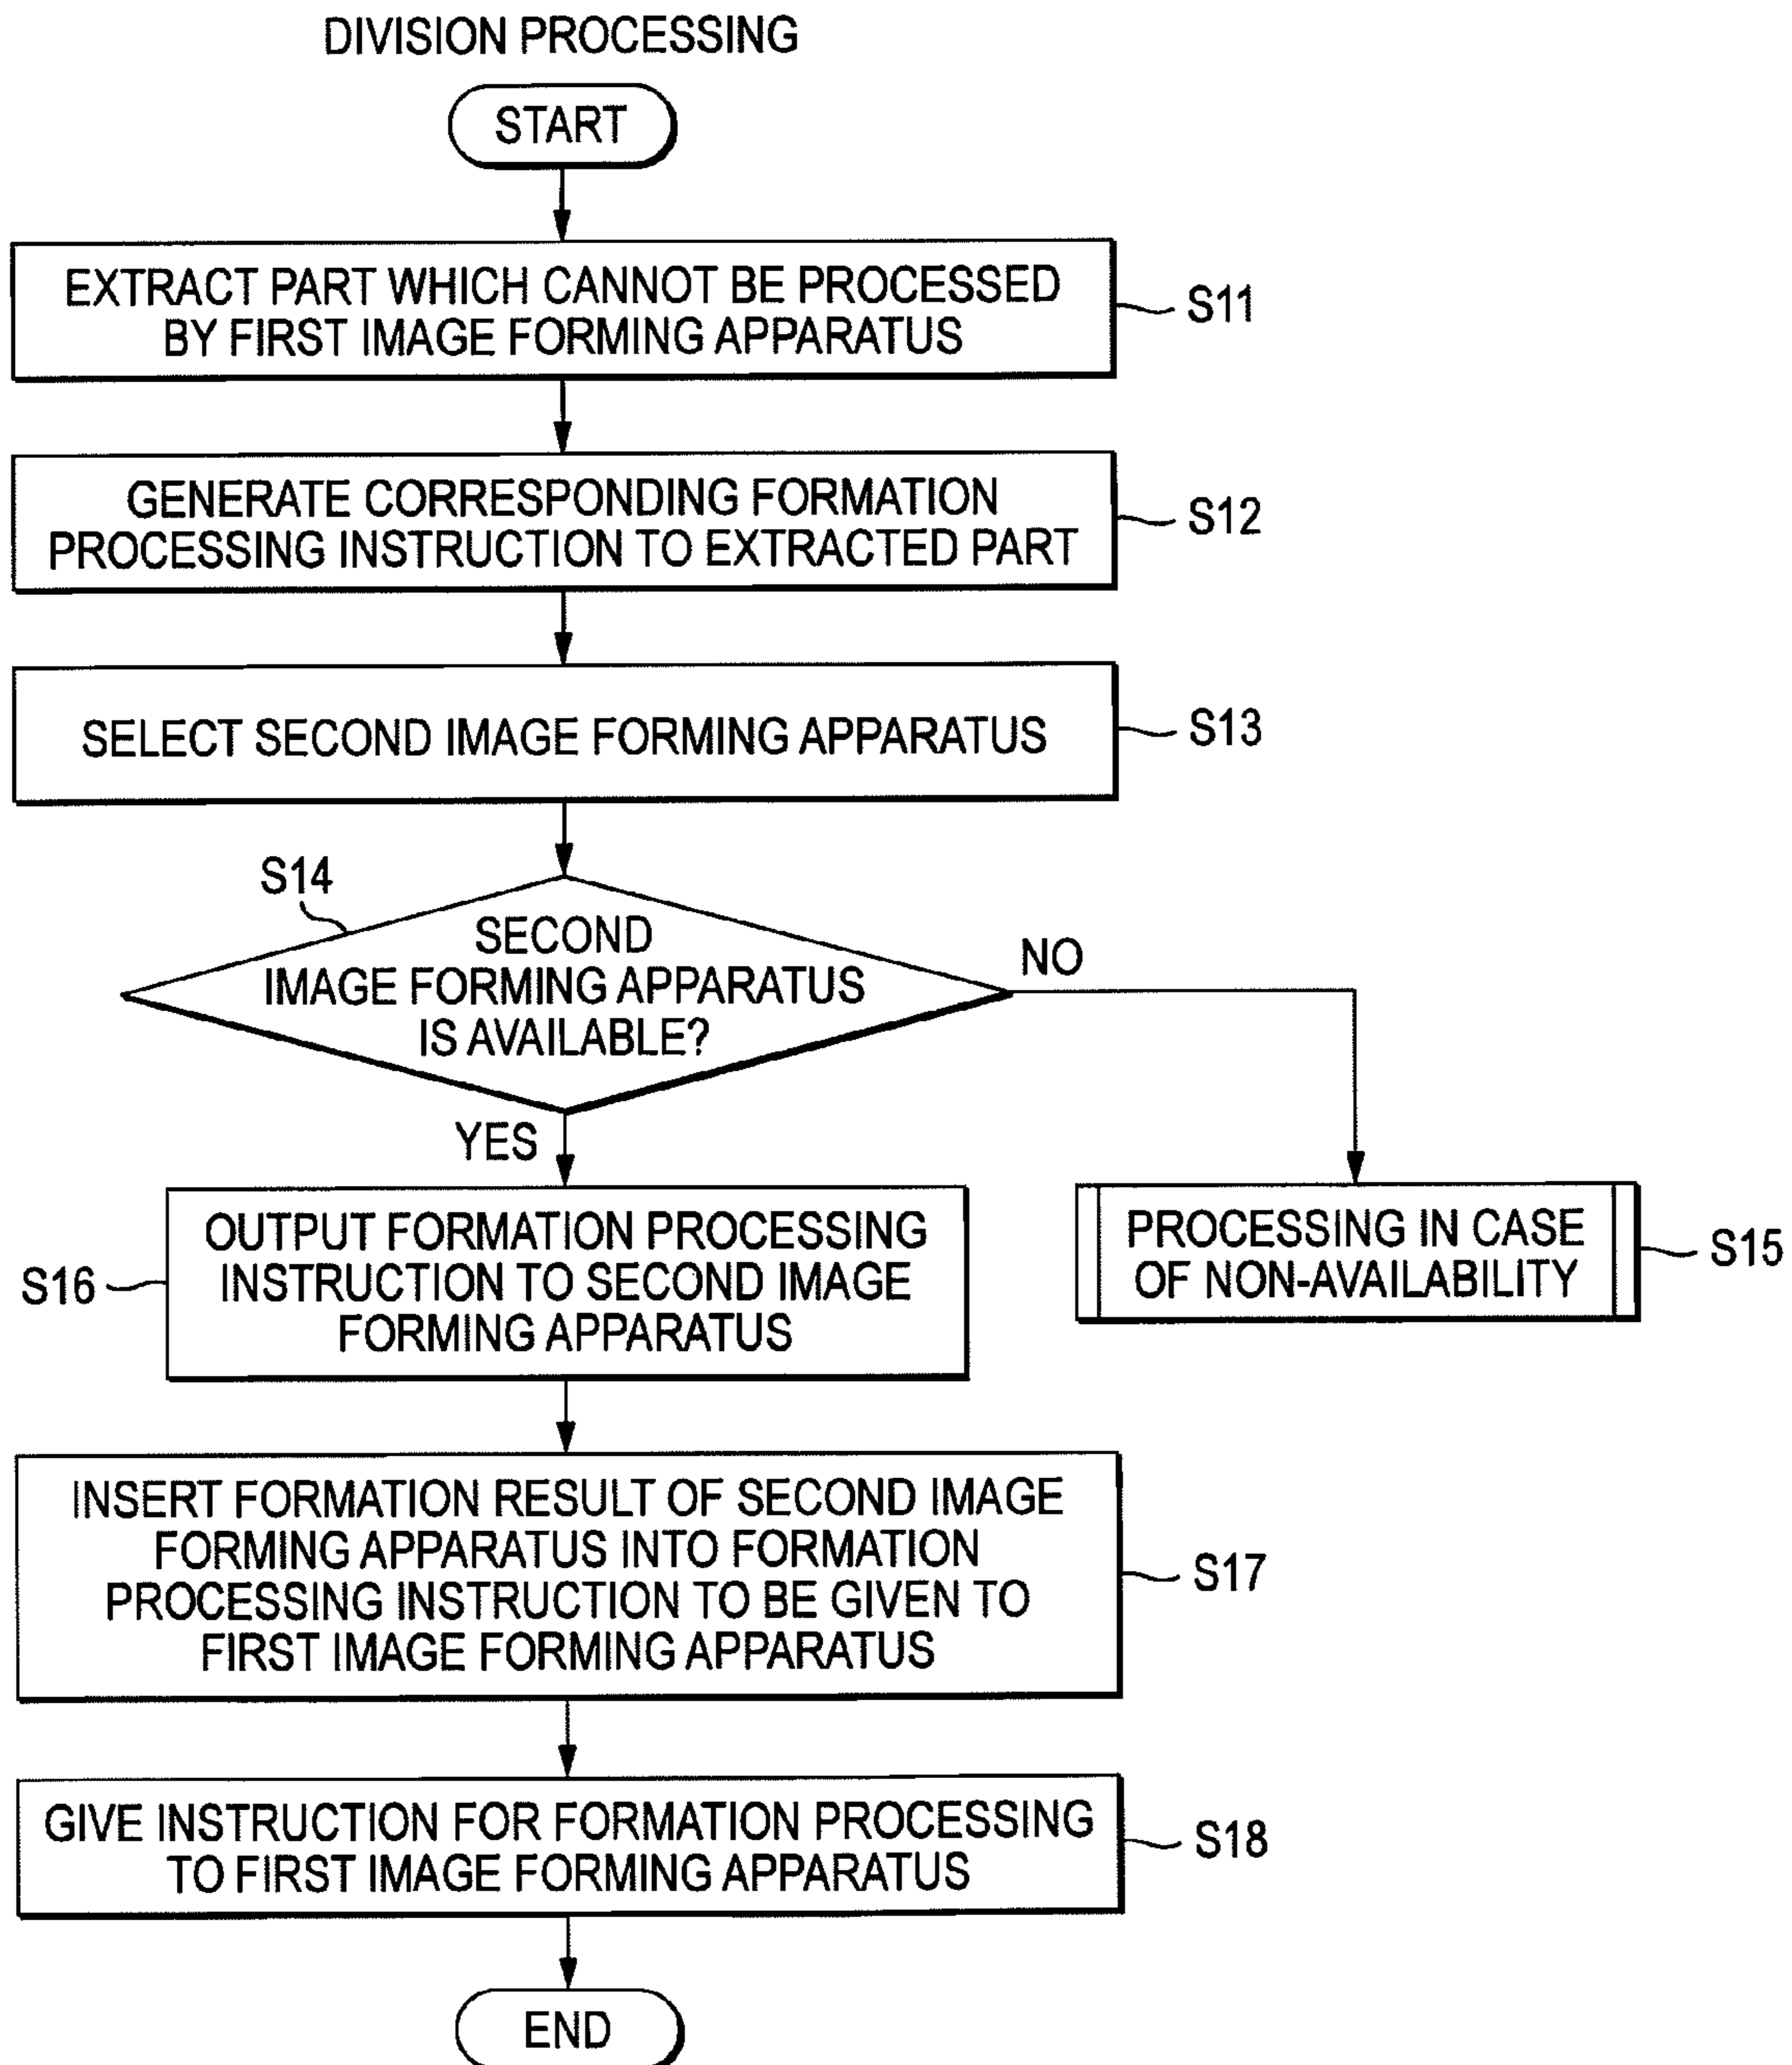 DIVISION PROCESSING
START
EXTRACT PART WHICH CANNOT BE PROCESSED
BY FIRST IMAGE FORMING APPARATUS
S11
GENERATE CORRESPONDING FORMATION
PROCESSING INSTRUCTION TO EXTRACTED PART
S12
SELECT SECOND IMAGE FORMING APPARATUS
S13
S14
SECOND
IMAGE FORMING APPARATUS
IS AVAILABLE?
NO
YES
OUTPUT FORMATION PROCESSING
INSTRUCTION TO SECOND IMAGE
FORMING APPARATUS
S16
PROCESSING IN CASE
OF NON-AVAILABILITY
S15
INSERT FORMATION RESULT OF SECOND IMAGE
FORMING APPARATUS INTO FORMATION
PROCESSING INSTRUCTION TO BE GIVEN TO
FIRST IMAGE FORMING APPARATUS
S17
GIVE INSTRUCTION FOR FORMATION PROCESSING
TO FIRST IMAGE FORMING APPARATUS
S18
END